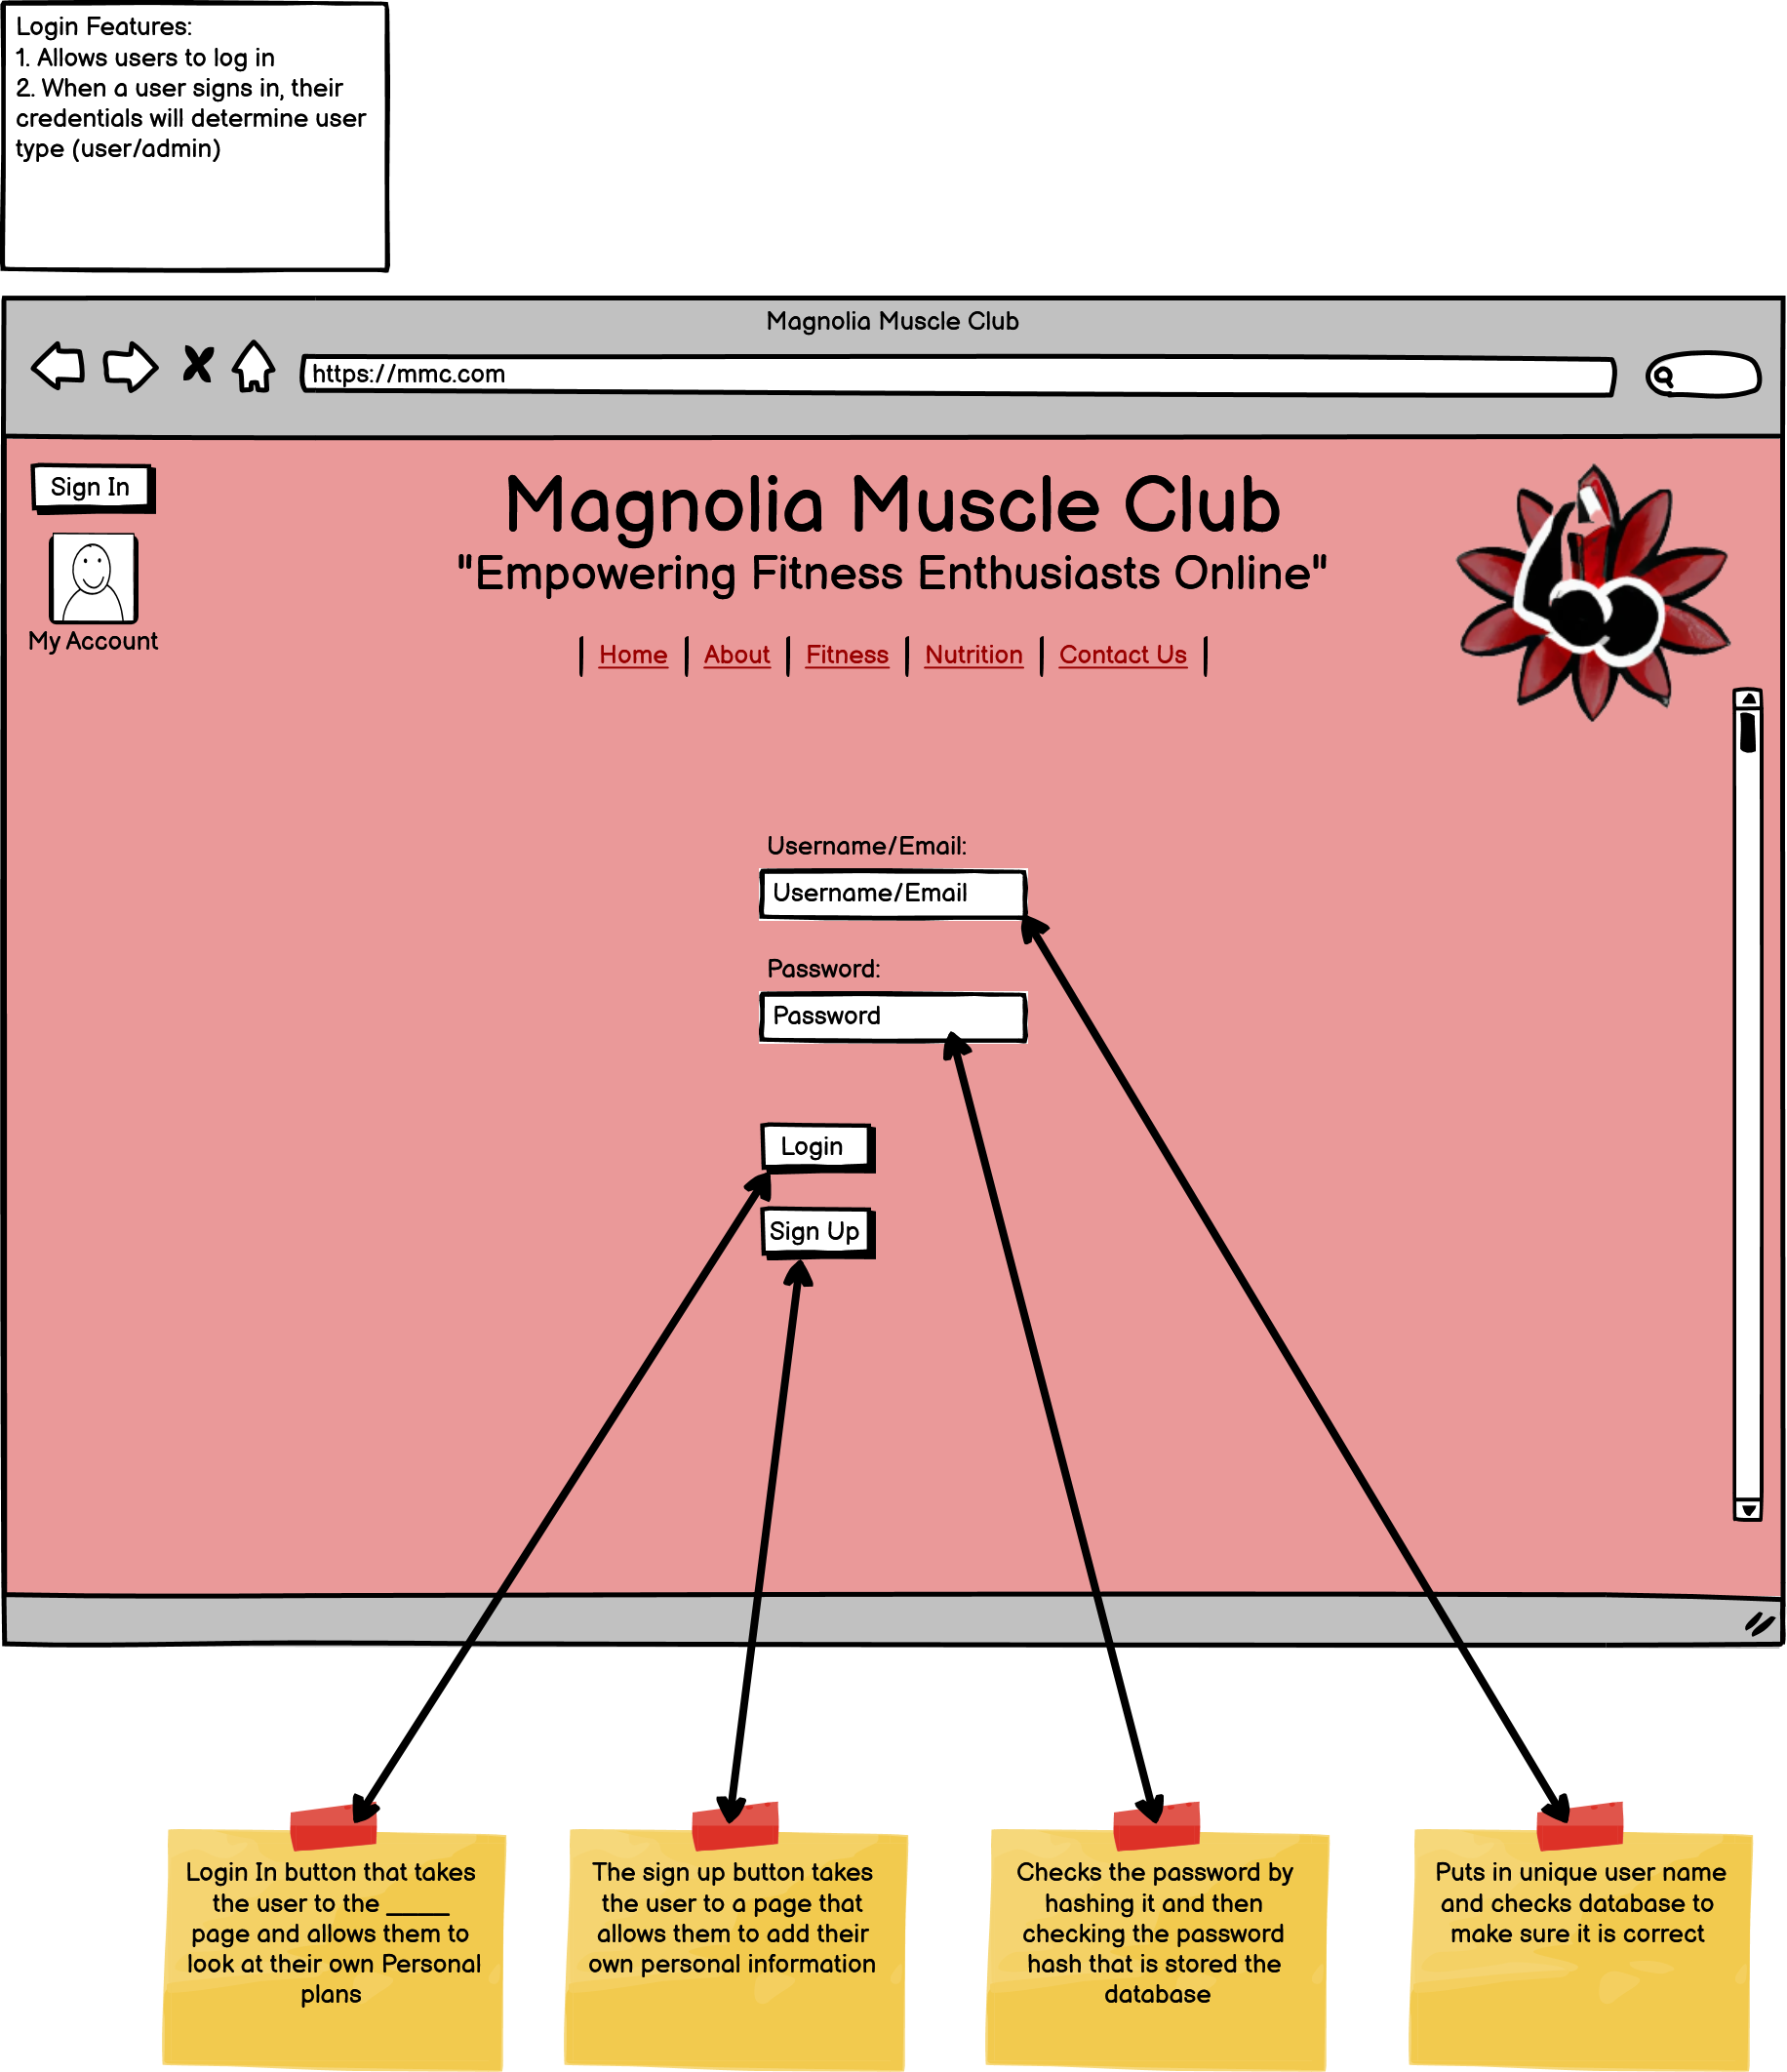 Login Features:
1. Allows users to log in
2. When a user signs in, their
credentials will determine user
type (user/admin)
Magnolia Muscle Club
https://mmc.com
Sign In
My Account
Magnolia Muscle Club
"Empowering Fitness Enthusiasts Online"
| Home | About | Fitness | Nutrition | Contact Us |
Username/Email:
Username/Email
Password:
Password
Login
Sign Up
Login In button that takes
the user to the _____
page and allows them to
look at their own Personal
plans
The sign up button takes
the user to a page that
allows them to add their
own personal information
Checks the password by
hashing it and then
checking the password
hash that is stored the
database
Puts in unique user name
and checks database to
make sure it is correct